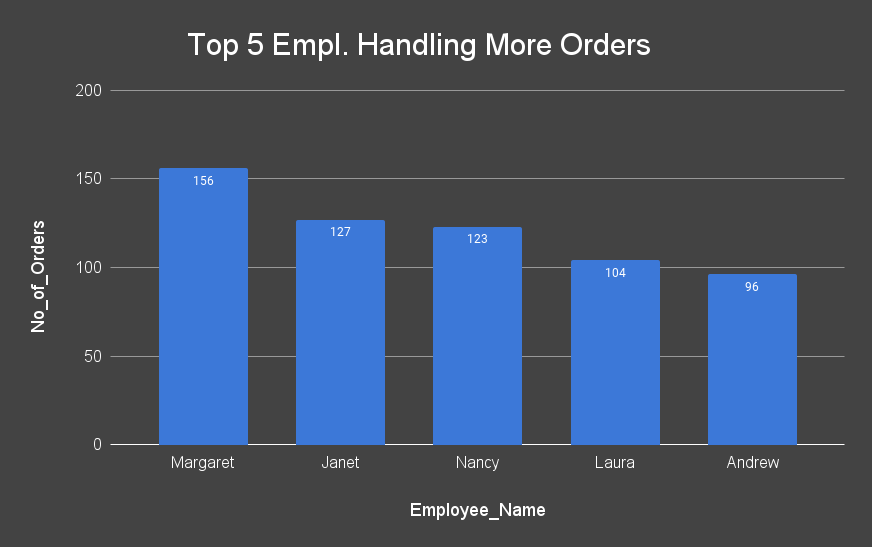 Top 5 Empl. Handling More Orders
200
150
100
50
0
No_of_Orders
156
127
123
104
96
Margaret
Janet
Nancy
Laura
Andrew
Employee_Name